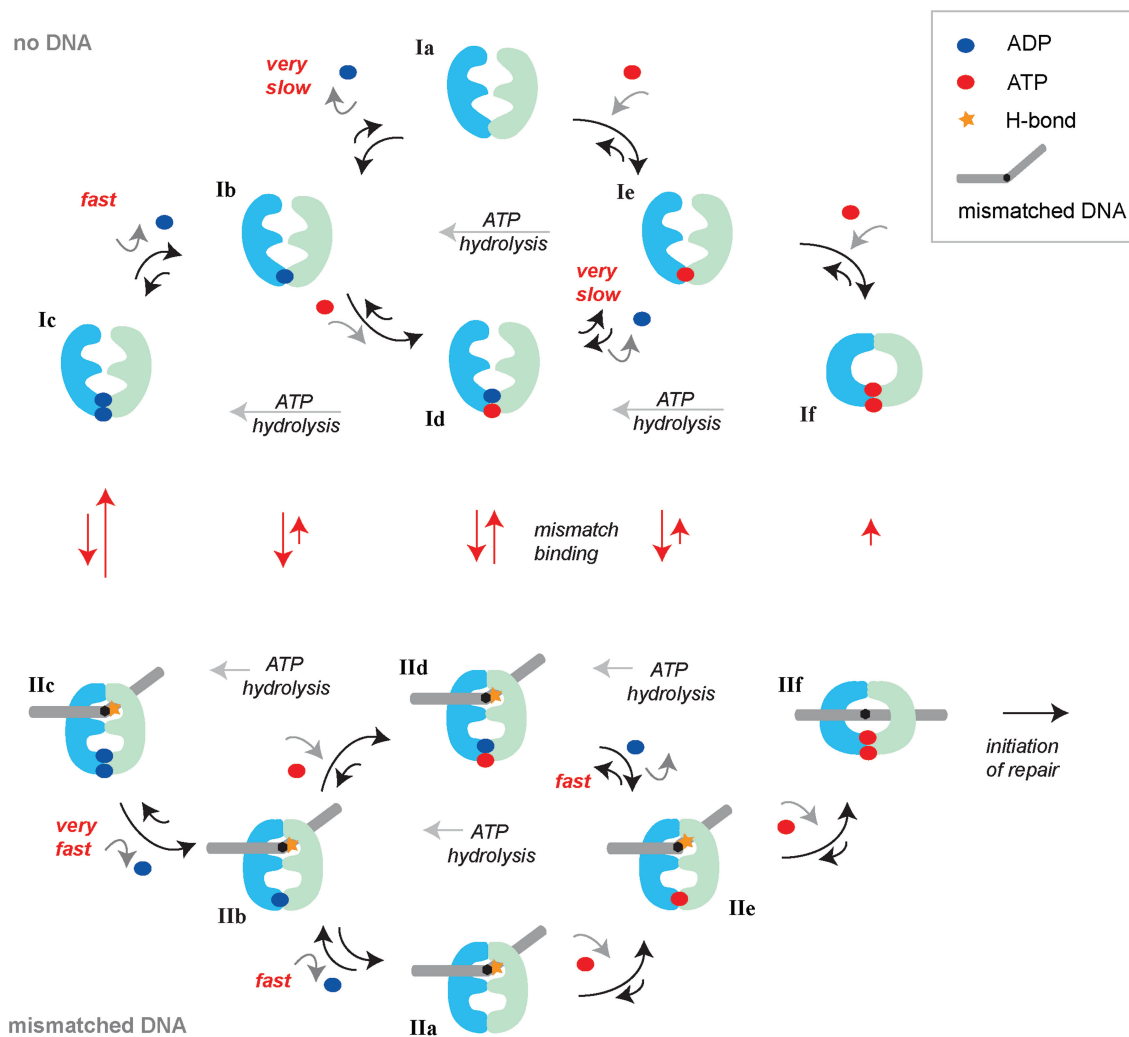 no DNA
Ia
very
slow
ADP
ATP
H-bond
mismatched DNA
Ib
Ie
fast
ATP
hydrolysis
very
slow
Ic
Id
If
ATP
hydrolysis
ATP
hydrolysis
mismatch
binding
IIc
ATP
hydrolysis
IId
ATP
hydrolysis
IIf
initiation
of repair
very
fast
fast
ATP
hydrolysis
IIb
IIe
fast
IIa
mismatched DNA